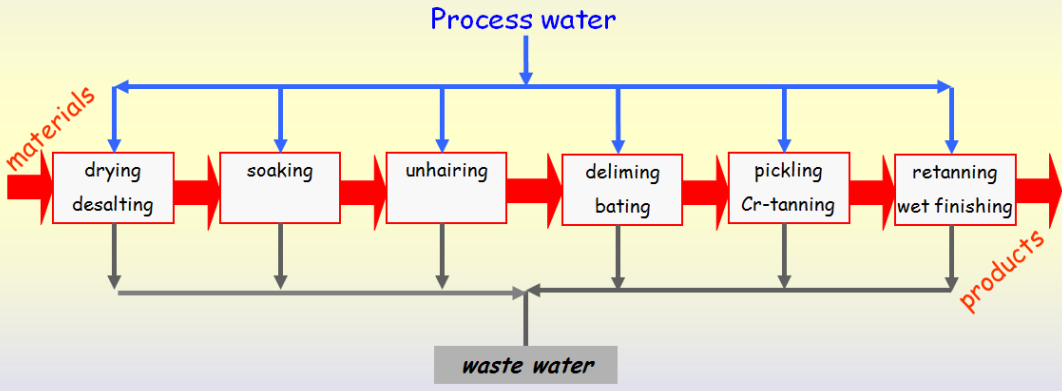 Process water
materials
drying
desalting
soaking
unhairing
deliming
bating
pickling
Cr-tanning
retanning
wet finishing
products
waste water